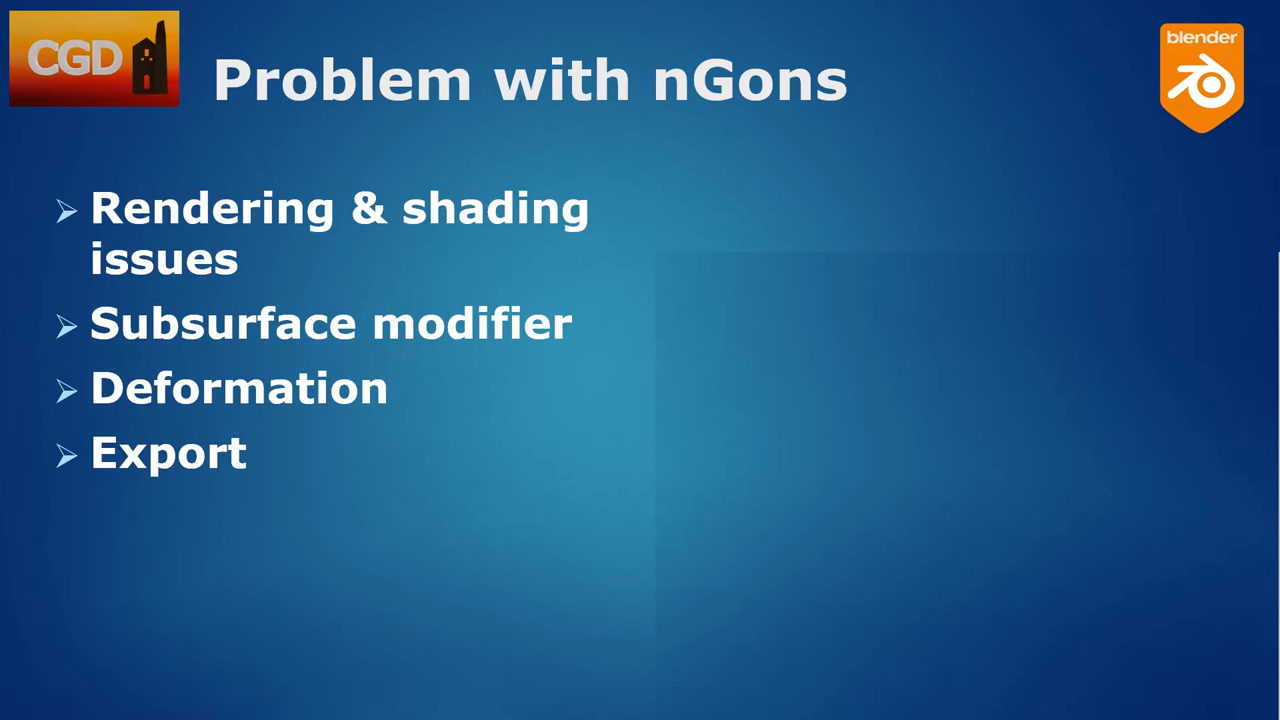 CGD
Problem with nGons
blender
Rendering & shading
issues
Subsurface modifier
Deformation
Export